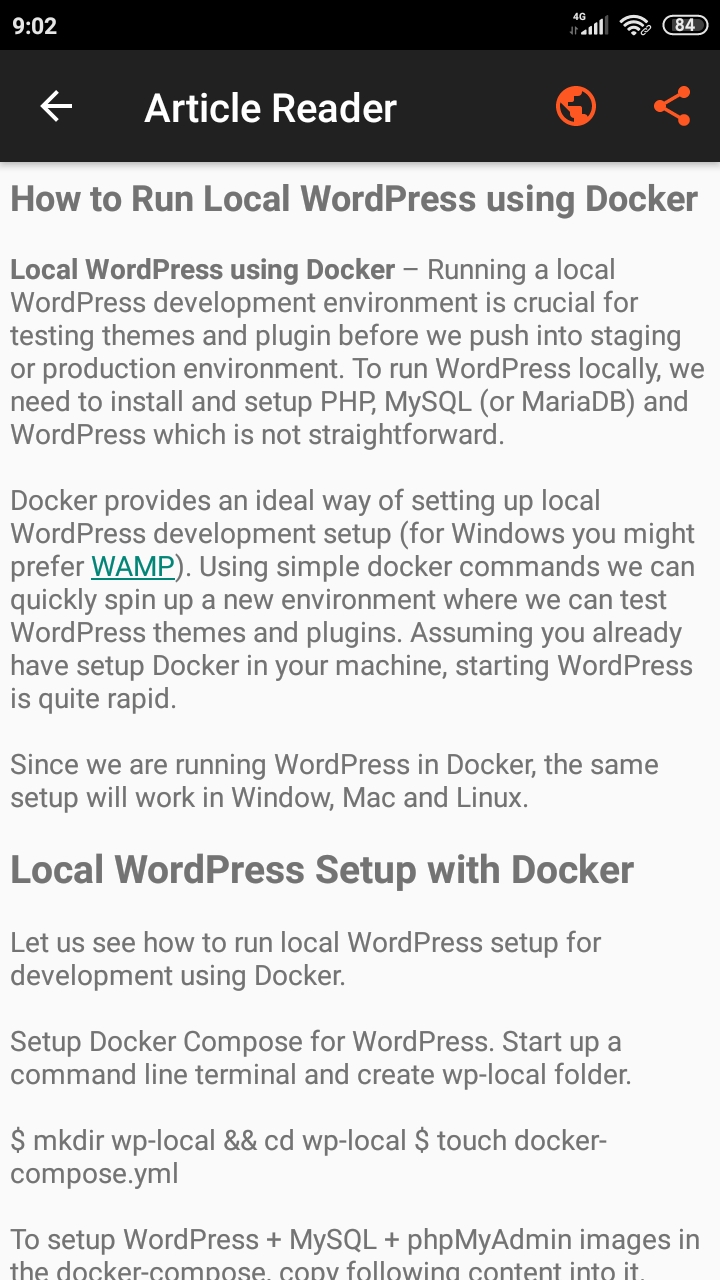 9:02
4G
84
Article Reader
How to Run Local WordPress using Docker
Local WordPress using Docker – Running a local
WordPress development environment is crucial for
testing themes and plugin before we push into staging
or production environment. To run WordPress locally, we
need to install and setup PHP, MySQL (or MariaDB) and
WordPress which is not straightforward.
Docker provides an ideal way of setting up local
WordPress development setup (for Windows you might
prefer WAMP). Using simple docker commands we can
quickly spin up a new environment where we can test
WordPress themes and plugins. Assuming you already
have setup Docker in your machine, starting WordPress
is quite rapid.
Since we are running WordPress in Docker, the same
setup will work in Window, Mac and Linux.
Local WordPress Setup with Docker
Let us see how to run local WordPress setup for
development using Docker.
Setup Docker Compose for WordPress. Start up a
command line terminal and create wp-local folder.
$ mkdir wp-local && cd wp-local $ touch docker-
compose.yml
To setup WordPress + MySQL + phpMyAdmin images in
the docker-compose, copy following content into it.